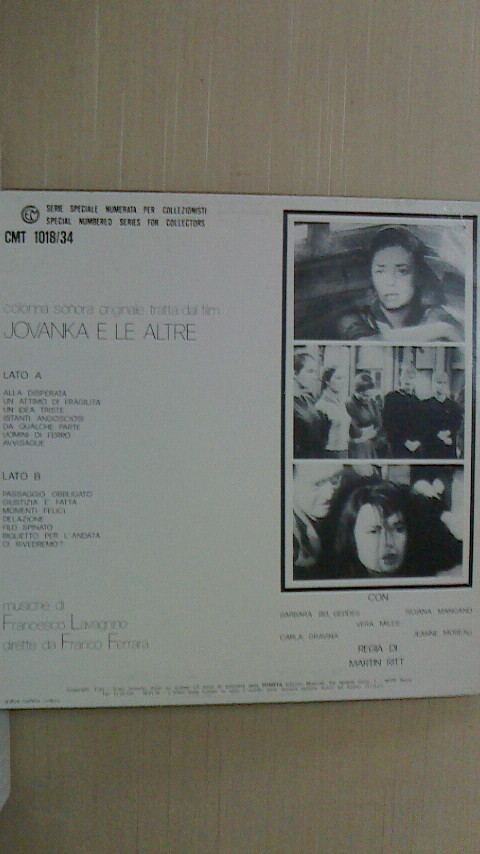 CM
SERIE SPECIALE NUMERATA PER COLLEZIONISTI
SPECIAL NUMBERED SERIES FOR COLLECTORS
CMT 1018/34
colonna sonora originale tratta dal film
JOVANKA E LE ALTRE
LATO A
ALLA DISPERATA
UN ATTIMO DI FRAGILITA
UN IDEA TRISTE
ISTANTI ANGOSCIOSI
DA QUALCHE PARTE
UOMINI DI FERRO
AVVISAGLIE
LATO B
PASSAGGIO OBBLIGATO
GIUSTIZIA E' FATTA
MOMENTI FELICI
DELAZIONE
FILO SPINATO
BIGLIETTO PER L'ANDATA
CI RIVEDREMO?
musiche di
Francesco Lavagnino
dirette da Franco Ferrara
CON
BARBARA BEL GEDDES SILVANA MANGANO
VERA MILES
CARLA GRAVINA JEANNE MOREAU
REGIA DI
MARTIN RITT